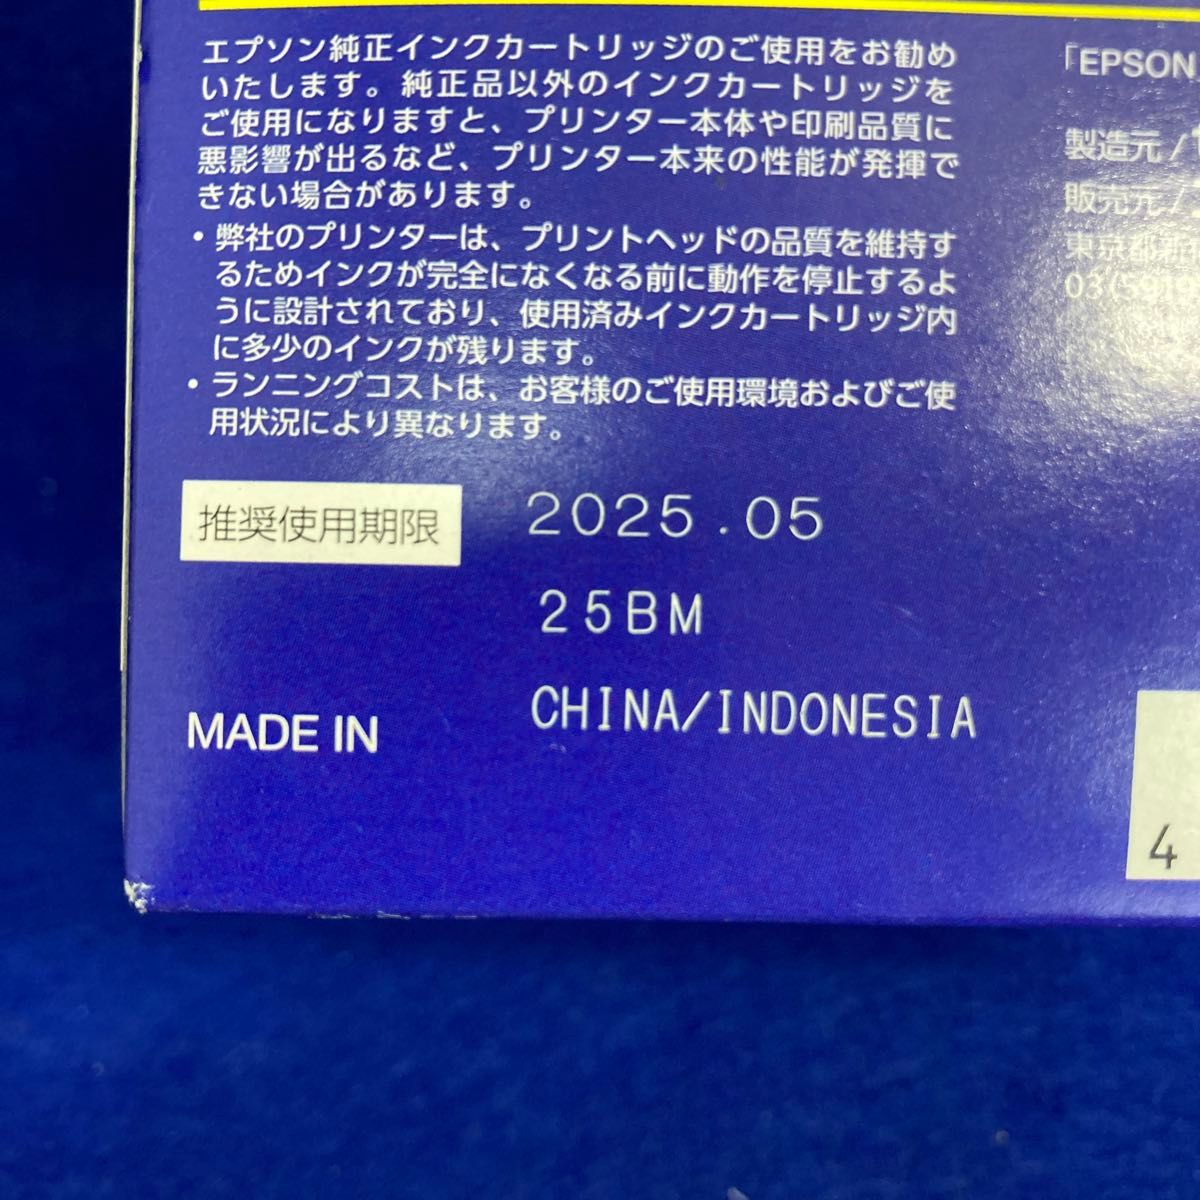 エプソン純正インクカートリッジのご使用をお勧め
いたします。純正品以外のインクカートリッジを
ご使用になりますと、プリンター本体や印刷品質に
悪影響が出るなど、プリンター本来の性能が発揮で
きない場合があります。
・弊社のプリンターは、プリントヘッドの品質を維持す
るためインクが完全になくなる前に動作を停止するよ
うに設計されており、使用済みインクカートリッジ内
に多少のインクが残ります。
・ランニングコストは、お客様のご使用環境およびご使
用状況により異なります。
「EPSON
製造元/
販売元/
東京都新
03(5919
推奨使用期限 2025.05
25BM
MADE IN CHINA/INDONESIA
4